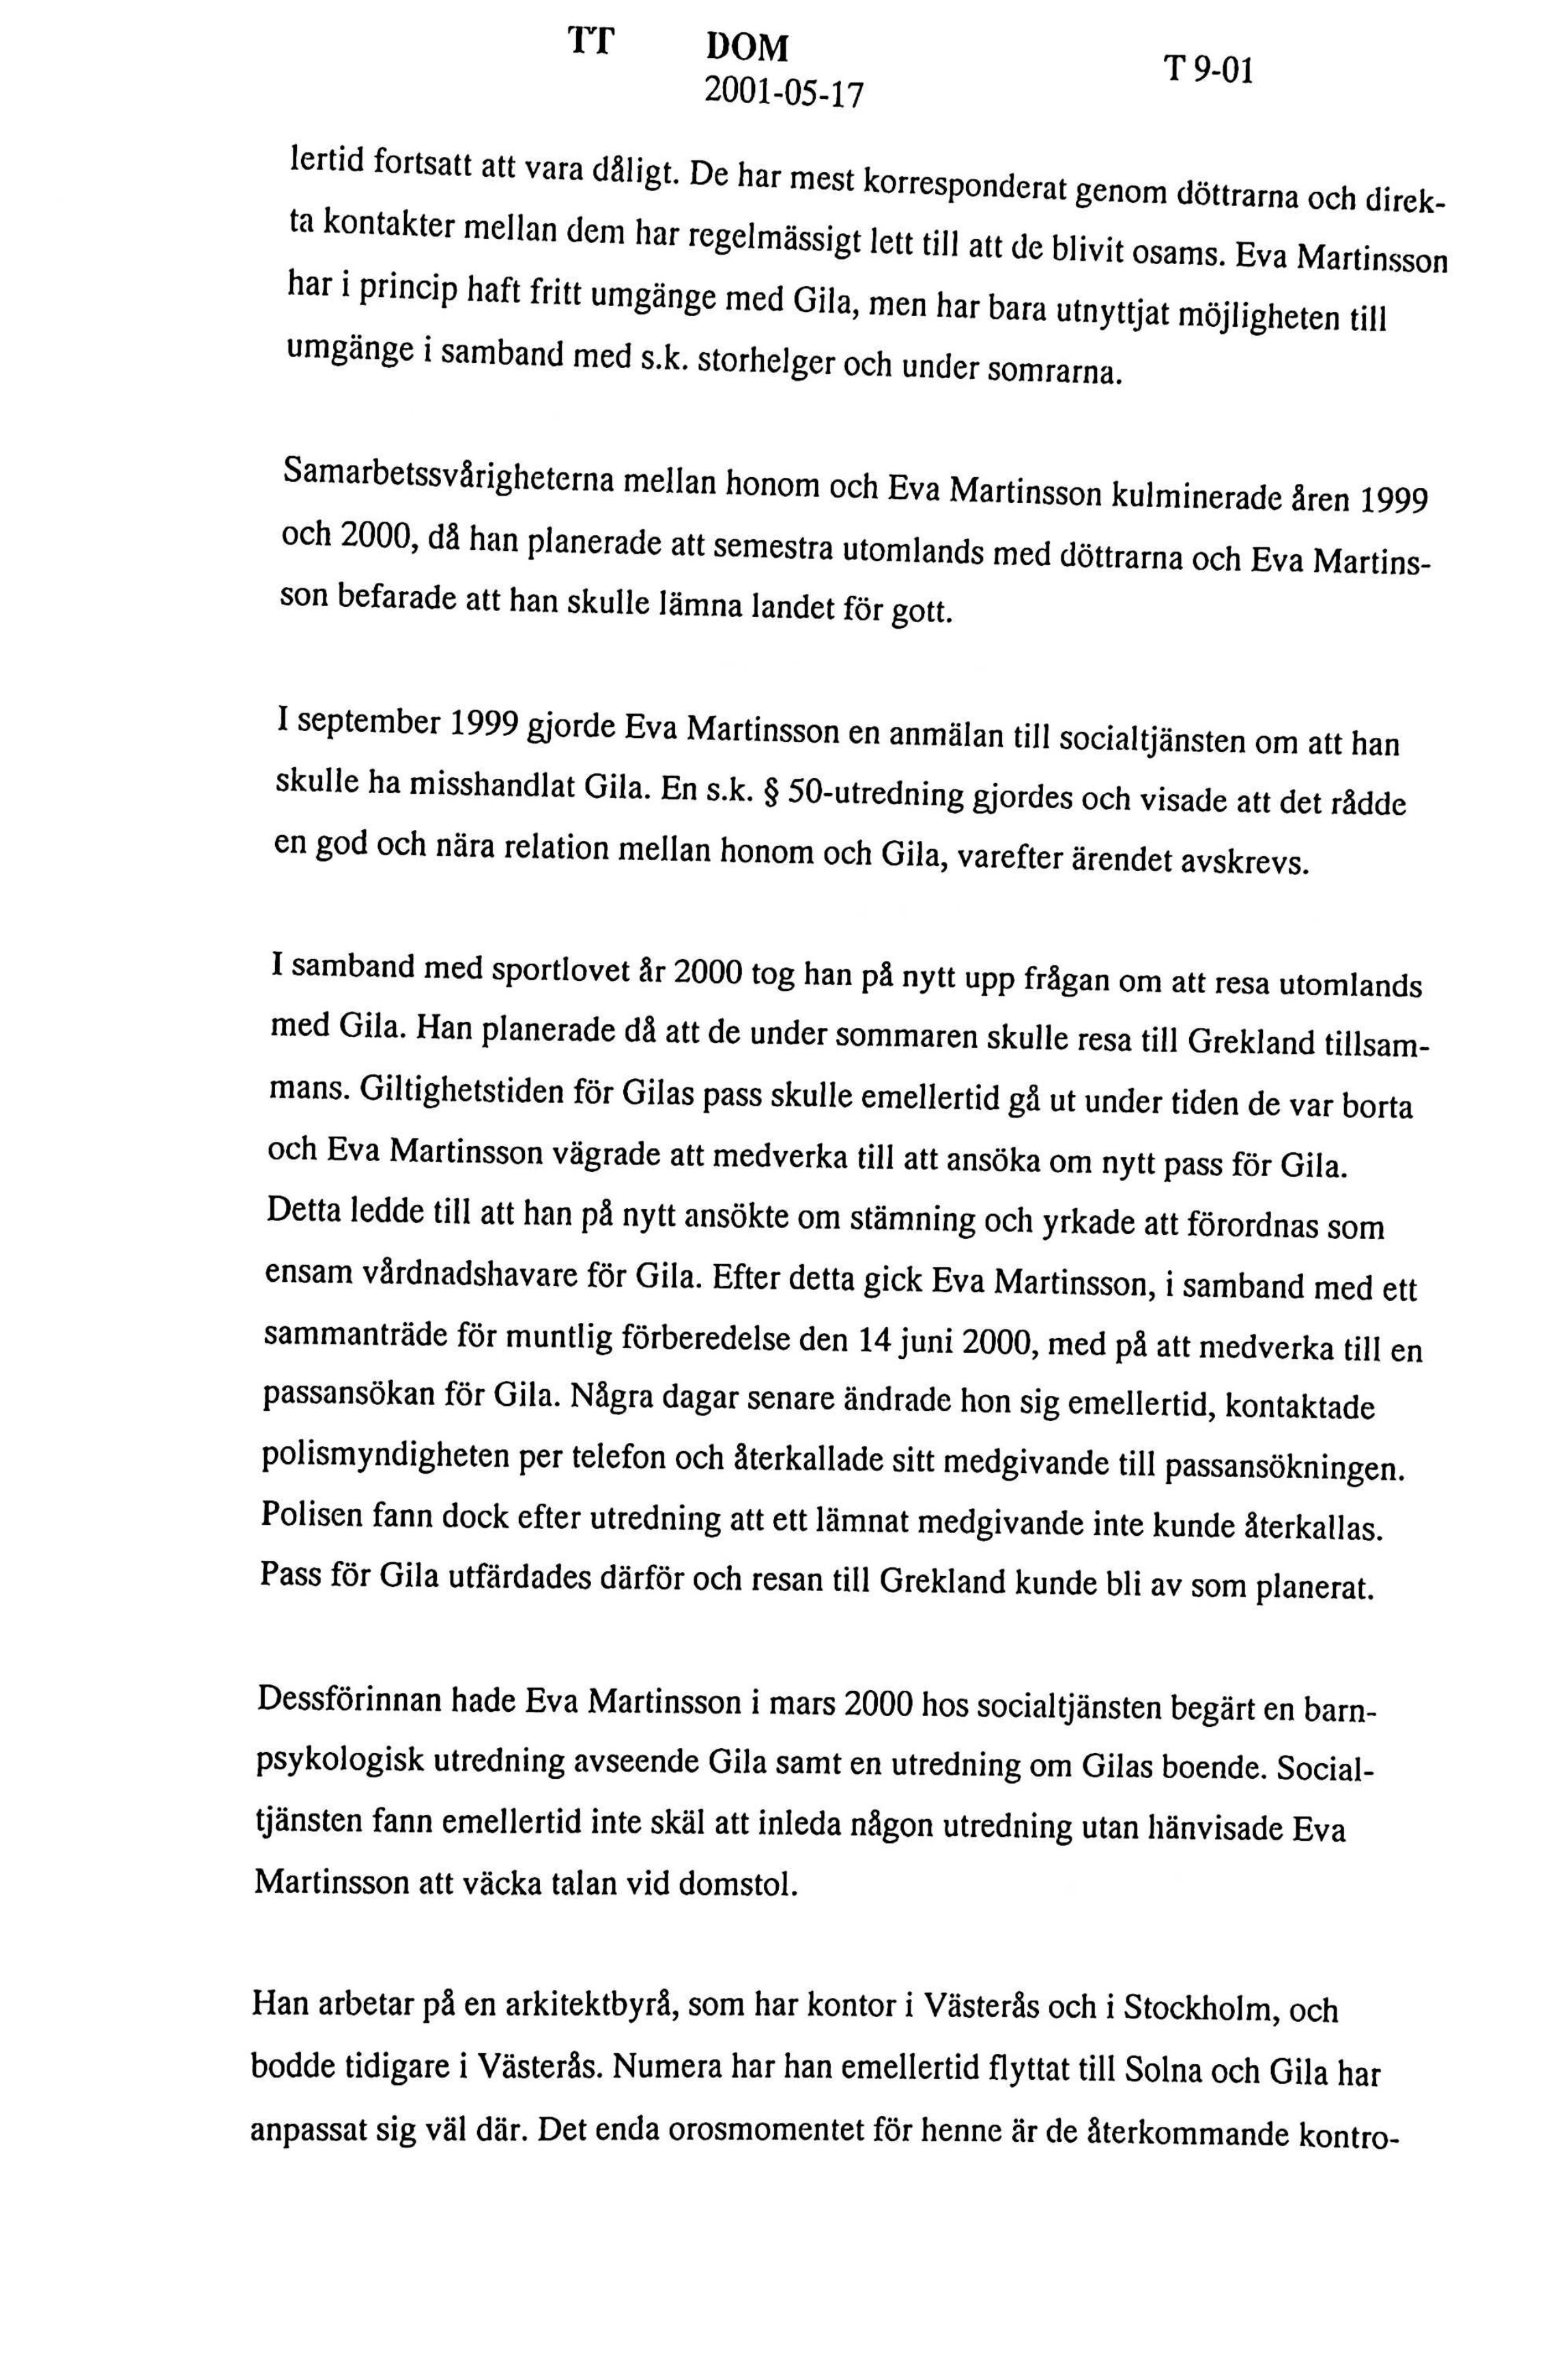 TT DOM T 9-01
2001-05-17
lertid fortsatt att vara dåligt. De har mest korresponderat genom döttrarna och direk-
ta kontakter mellan dem har regelmässigt lett till att de blivit osams. Eva Martinsson
har i princip haft fritt umgänge med Gila, men har bara utnyttjat möjligheten till
umgänge i samband med s.k. storhelger och under somrarna.
Samarbetssvårigheterna mellan honom och Eva Martinsson kulminerade åren 1999
och 2000, då han planerade att semestra utomlands med döttrarna och Eva Martins-
son befarade att han skulle lämna landet för gott.
I september 1999 gjorde Eva Martinsson en anmälan till socialtjänsten om att han
skulle ha misshandlat Gila. En s.k. § 50-utredning gjordes och visade att det rådde
en god och nära relation mellan honom och Gila, varefter ärendet avskrevs.
I samband med sportlovet år 2000 tog han på nytt upp frågan om att resa utomlands
med Gila. Han planerade då att de under sommaren skulle resa till Grekland tillsam-
mans. Giltighetstiden för Gilas pass skulle emellertid gå ut under tiden de var borta
och Eva Martinsson vägrade att medverka till att ansöka om nytt pass för Gila.
Detta ledde till att han på nytt ansökte om stämning och yrkade att förordnas som
ensam vårdnadshavare för Gila. Efter detta gick Eva Martinsson, i samband med ett
sammanträde för muntlig förberedelse den 14 juni 2000, med på att medverka till en
passansökan för Gila. Några dagar senare ändrade hon sig emellertid, kontaktade
polismyndigheten per telefon och återkallade sitt medgivande till passansökningen.
Polisen fann dock efter utredning att ett lämnat medgivande inte kunde återkallas.
Pass för Gila utfärdades därför och resan till Grekland kunde bli av som planerat.
Dessförinnan hade Eva Martinsson i mars 2000 hos socialtjänsten begärt en barn-
psykologisk utredning avseende Gila samt en utredning om Gilas boende. Social-
tjänsten fann emellertid inte skäl att inleda någon utredning utan hänvisade Eva
Martinsson att väcka talan vid domstol.
Han arbetar på en arkitektbyrå, som har kontor i Västerås och i Stockholm, och
bodde tidigare i Västerås. Numera har han emellertid flyttat till Solna och Gila har
anpassat sig väl där. Det enda orosmomentet för henne är de återkommande kontro-